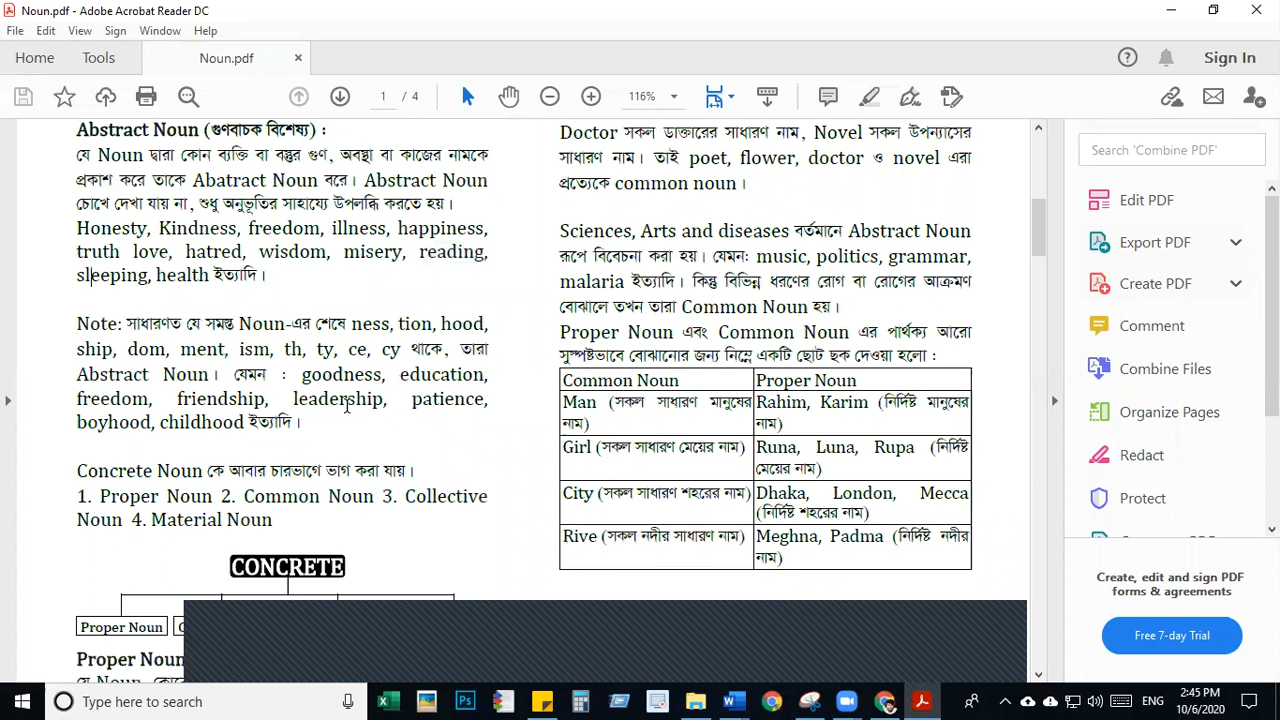 Noun.pdf - Adobe Acrobat Reader DC
File Edit View Sign Window Help
Home Tools Noun.pdf × Sign In
1 / 4 116%
Abstract Noun (গুণবাচক বিশেষ্য) :
যে Noun দ্বারা কোন ব্যক্তি বা বস্তুর গুণ, অবস্থা বা কাজের নামকে
প্রকাশ করে তাকে Abatract Noun বরে। Abstract Noun
চোখে দেখা যায় না, শুধু অনুভূতির সাহায্যে উপলব্ধি করতে হয়।
Honesty, Kindness, freedom, illness, happiness,
truth love, hatred, wisdom, misery, reading,
sleeping, health ইত্যাদি।
Note: সাধারণত যে সমস্ত Noun-এর শেষে ness, tion, hood,
ship, dom, ment, ism, th, ty, ce, cy থাকে, তারা
Abstract Noun। যেমন : goodness, education,
freedom, friendship, leadership, patience,
boyhood, childhood ইত্যাদি।
Concrete Noun কে আবার চারভাগে ভাগ করা যায়।
1. Proper Noun 2. Common Noun 3. Collective
Noun 4. Material Noun
CONCRETE
Proper Noun
Proper Noun
যে Noun কোনো
Doctor সকল ডাক্তারের সাধারণ নাম, Novel সকল উপন্যাসের
সাধারণ নাম। তাই poet, flower, doctor ও novel এরা
প্রত্যেকে common noun।
Sciences, Arts and diseases বর্তমানে Abstract Noun
রূপে বিবেচনা করা হয়। যেমন: music, politics, grammar,
malaria ইত্যাদি। কিন্তু বিভিন্ন ধরণের রোগ বা রোগের আক্রমণ
বোঝালে তখন তারা Common Noun হয়।
Proper Noun এবং Common Noun এর পার্থক্য আরো
সুস্পষ্টভাবে বোঝানোর জন্য নিম্নে একটি ছোট ছক দেওয়া হলো :
Common Noun Proper Noun
Man (সকল সাধারণ মানুষের Rahim, Karim (নির্দিষ্ট মানুষের
নাম) নাম)
Girl (সকল সাধারণ মেয়ের নাম) Runa, Luna, Rupa (নির্দিষ্ট
মেয়ের নাম)
City (সকল সাধারণ শহরের নাম) Dhaka, London, Mecca
(নির্দিষ্ট শহরের নাম)
Rive (সকল নদীর সাধারণ নাম) Meghna, Padma (নির্দিষ্ট নদীর
নাম)
Search 'Combine PDF'
Edit PDF
Export PDF
Create PDF
Comment
Combine Files
Organize Pages
Redact
Protect
Create, edit and sign PDF
forms & agreements
Free 7-day Trial
Type here to search
ENG
2:45 PM
10/6/2020